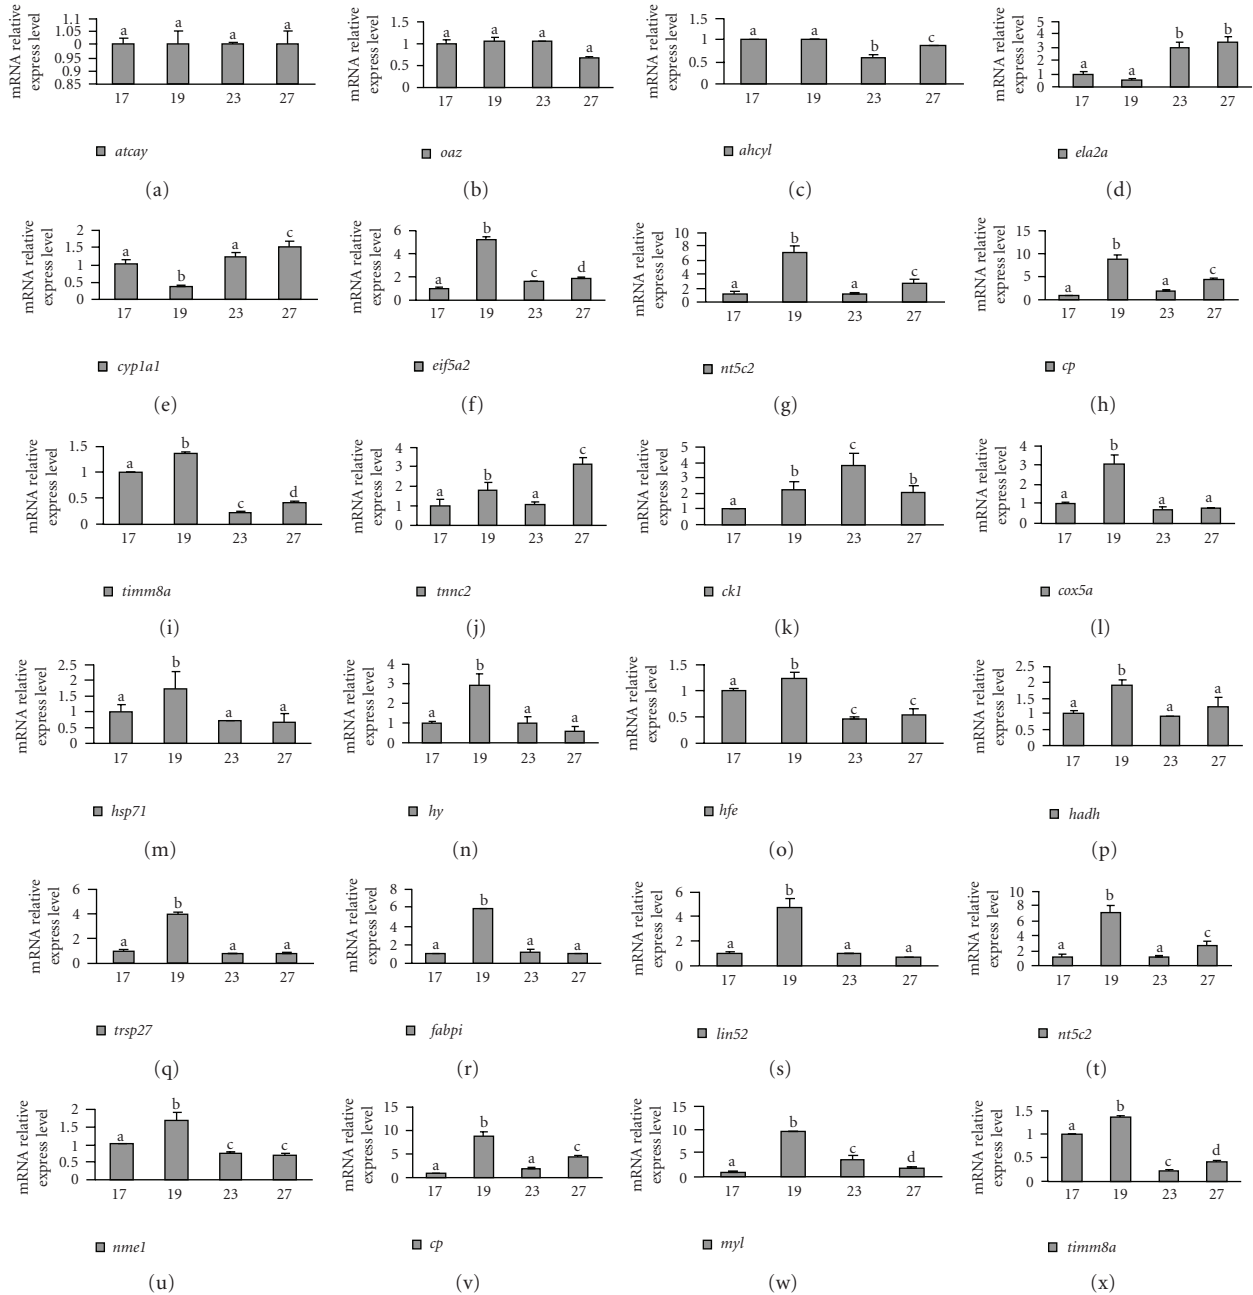 mRNA relative
express level
1.1
1.05
1
0.95
0.9
0.85
a a a a
17 19 23 27
atcay
(a)
mRNA relative
express level
1.5
1
0.5
0
a a a a
17 19 23 27
oaz
(b)
mRNA relative
express level
1.5
1
0.5
0
a a b c
17 19 23 27
ahcyl
(c)
mRNA relative
express level
5
4
3
2
1
0
a a b b
17 19 23 27
ela2a
(d)
mRNA relative
express level
2
1.5
1
0.5
0
a b a c
17 19 23 27
cyp1a1
(e)
mRNA relative
express level
6
4
2
0
a b c d
17 19 23 27
eif5a2
(f)
mRNA relative
express level
10
8
6
4
2
0
a b a c
17 19 23 27
nt5c2
(g)
mRNA relative
express level
15
10
5
0
a b a c
17 19 23 27
cp
(h)
mRNA relative
express level
1.5
1
0.5
0
a b c d
17 19 23 27
timm8a
(i)
mRNA relative
express level
4
3
2
1
0
a b a c
17 19 23 27
tnnc2
(j)
mRNA relative
express level
5
4
3
2
1
0
a b c b
17 19 23 27
ck1
(k)
mRNA relative
express level
4
3
2
1
0
a b a a
17 19 23 27
cox5a
(l)
mRNA relative
express level
2.5
2
1.5
1
0.5
0
a b a a
17 19 23 27
hsp71
(m)
mRNA relative
express level
4
3
2
1
0
a b a a
17 19 23 27
hy
(n)
mRNA relative
express level
1.5
1
0.5
0
a b c c
17 19 23 27
hfe
(o)
mRNA relative
express level
2.5
2
1.5
1
0.5
0
a b a a
17 19 23 27
hadh
(p)
mRNA relative
express level
6
4
2
0
a b a a
17 19 23 27
trsp27
(q)
mRNA relative
express level
8
6
4
2
0
a b a a
17 19 23 27
fabpi
(r)
mRNA relative
express level
6
4
2
0
a b a a
17 19 23 27
lin52
(s)
mRNA relative
express level
10
8
6
4
2
0
a b a c
17 19 23 27
nt5c2
(t)
mRNA relative
express level
2
1.5
1
0.5
0
a b c c
17 19 23 27
nme1
(u)
mRNA relative
express level
15
10
5
0
a b a c
17 19 23 27
cp
(v)
mRNA relative
express level
15
10
5
0
a b c d
17 19 23 27
myl
(w)
mRNA relative
express level
1.5
1
0.5
0
a b c d
17 19 23 27
timm8a
(x)